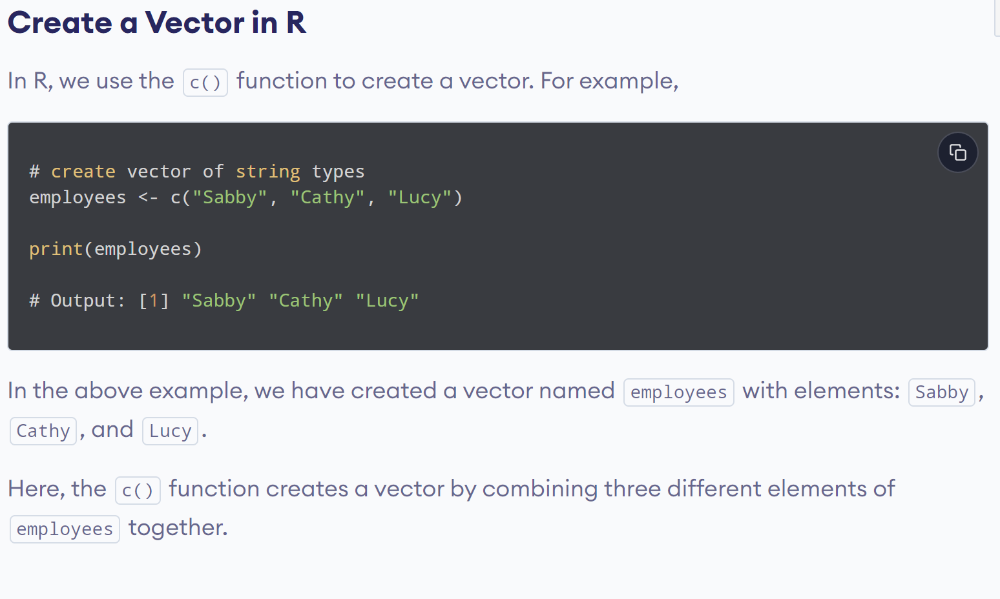 Create a Vector in R
In R, we use the c() function to create a vector. For example,
# create vector of string types
employees <- c("Sabby", "Cathy", "Lucy")
print(employees)
# Output: [1] "Sabby" "Cathy" "Lucy"
In the above example, we have created a vector named employees with elements: Sabby,
Cathy, and Lucy.
Here, the c() function creates a vector by combining three different elements of
employees together.